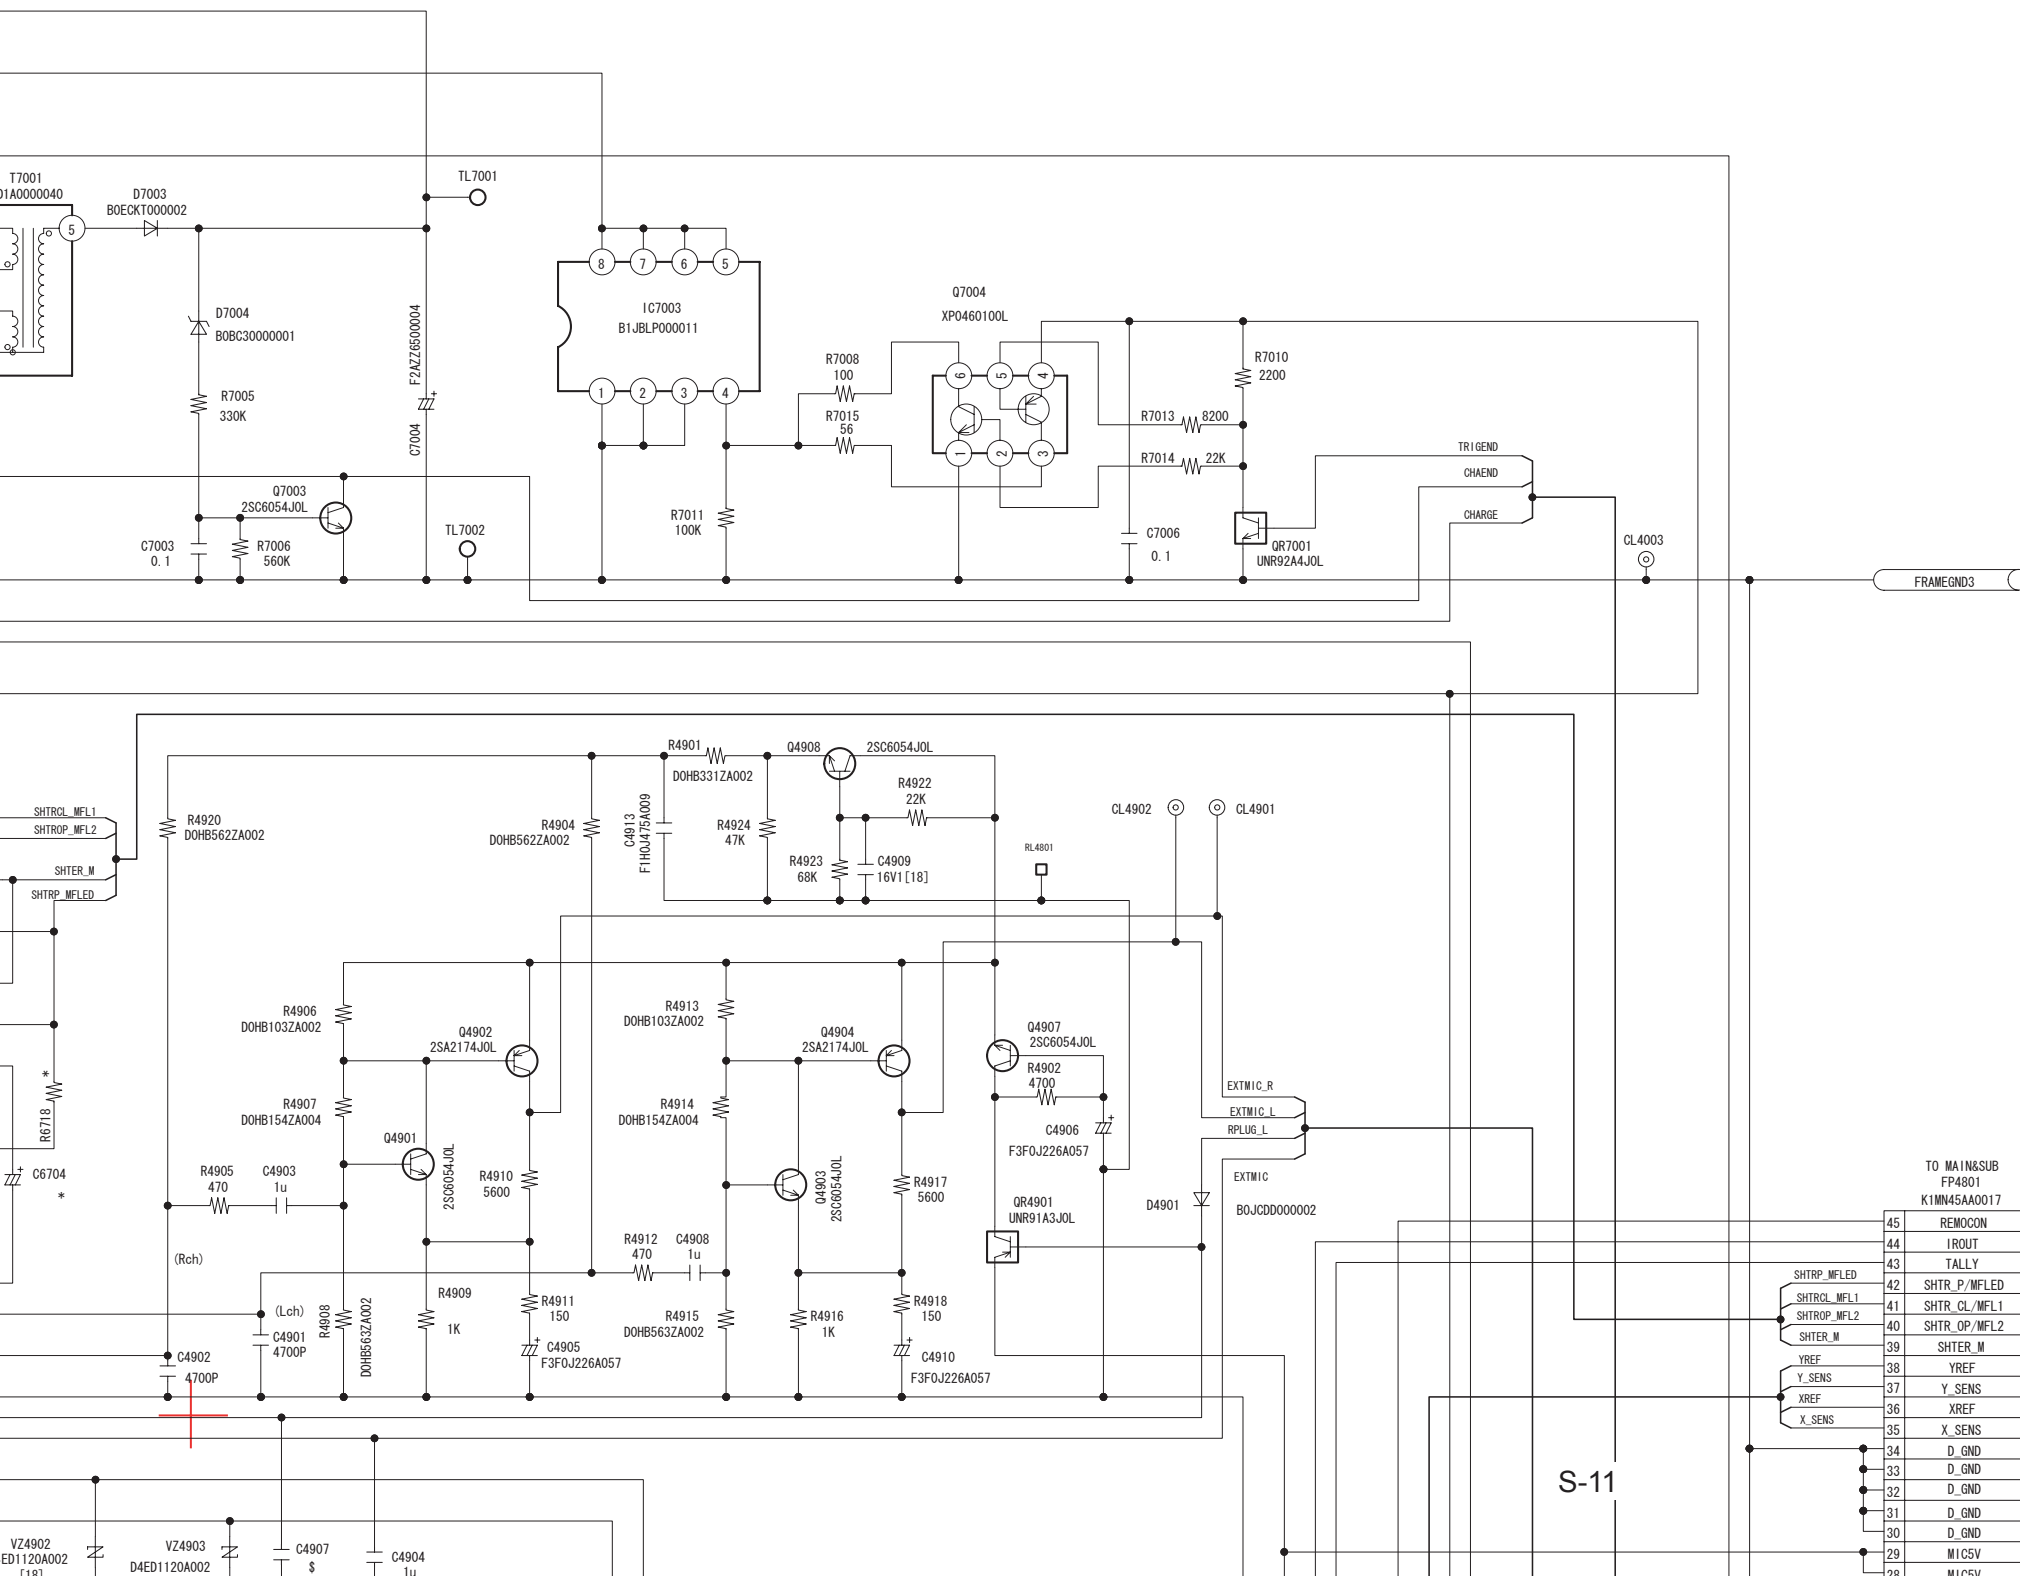 T7001
01A0000040
5
D7003
B0ECKT000002
TL7001
D7004
B0BC30000001
R7005
330K
F2AZZ6500004
C7004
+
Q7003
2SC6054J0L
C7003
0.1
R7006
560K
TL7002
8 7 6 5
IC7003
B1JBLP000011
1 2 3 4
R7011
100K
R7008
100
R7015
56
Q7004
XP0460100L
6 5 4
1 2 3
R7010
2200
R7013 8200
R7014 22K
C7006
0.1
QR7001
UNR92A4J0L
TRIGEND
CHAEND
CHARGE
CL4003
FRAMEGND3
SHTRCL_MFL1
SHTROP_MFL2
SHTER_M
SHTRP_MFLED
R4920
D0HB562ZA002
R4901
D0HB331ZA002
Q4908
2SC6054J0L
R4904
D0HB562ZA002
C4913
F1H0J475A009
R4924
47K
R4922
22K
R4923
68K
C4909
16V1[18]
RL4801
CL4902
CL4901
R4906
D0HB103ZA002
Q4902
2SA2174J0L
R4913
D0HB103ZA002
Q4904
2SA2174J0L
Q4907
2SC6054J0L
R4902
4700
*
R6718
R4907
D0HB154ZA004
Q4901
2SC6054J0L
R4914
D0HB154ZA004
+
C4906
F3F0J226A057
EXTMIC_R
EXTMIC_L
RPLUG_L
EXTMIC
+
C6704
*
R4905
470
C4903
1u
R4910
5600
Q4903
2SC6054J0L
R4917
5600
QR4901
UNR91A3J0L
D4901
B0JCDD000002
(Rch)
R4912
470
C4908
1u
(Lch)
C4901
4700P
R4908
D0HB563ZA002
R4909
1K
R4911
150
R4915
D0HB563ZA002
R4916
1K
R4918
150
C4902
4700P
+
C4905
F3F0J226A057
+
C4910
F3F0J226A057
TO MAIN&SUB
FP4801
K1MN45AA0017
45 REMOCON
44 IROUT
43 TALLY
SHTRP_MFLED 42 SHTR_P/MFLED
SHTRCL_MFL1 41 SHTR_CL/MFL1
SHTROP_MFL2 40 SHTR_OP/MFL2
SHTER_M 39 SHTER_M
YREF 38 YREF
Y_SENS 37 Y_SENS
XREF 36 XREF
X_SENS 35 X_SENS
34 D_GND
33 D_GND
32 D_GND
31 D_GND
30 D_GND
29 MIC5V
28 MIC5V
S-11
VZ4902
ED1120A002
[18]
VZ4903
D4ED1120A002
C4907
$
C4904
1u